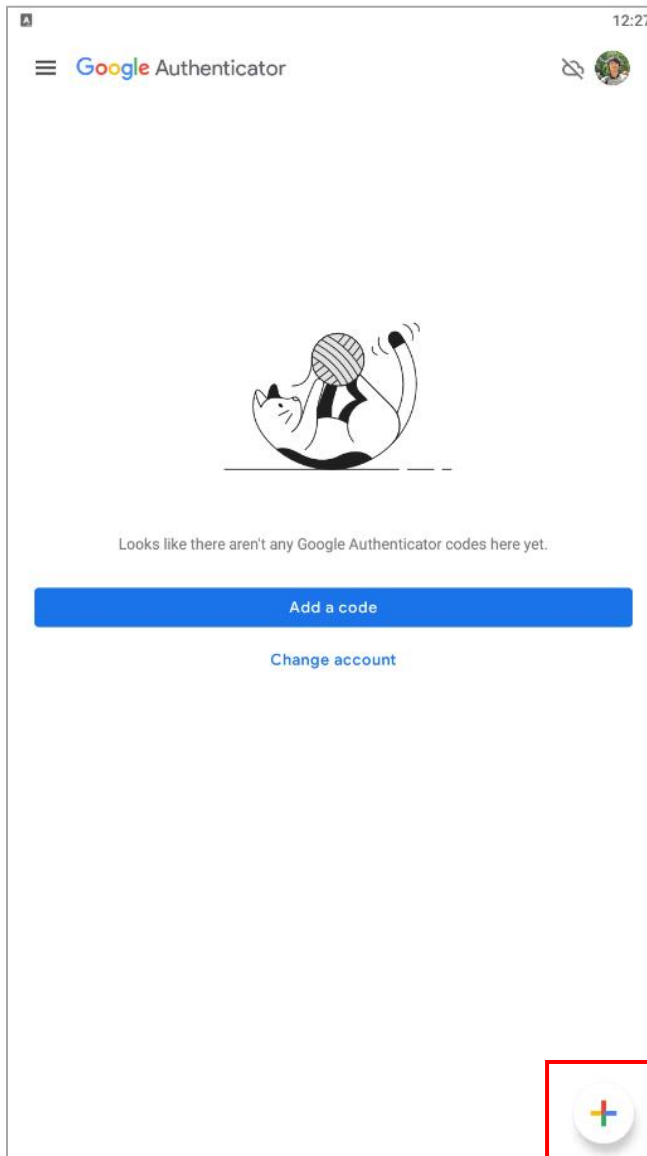 12:27
Google Authenticator
Looks like there aren't any Google Authenticator codes here yet.
Add a code
Change account